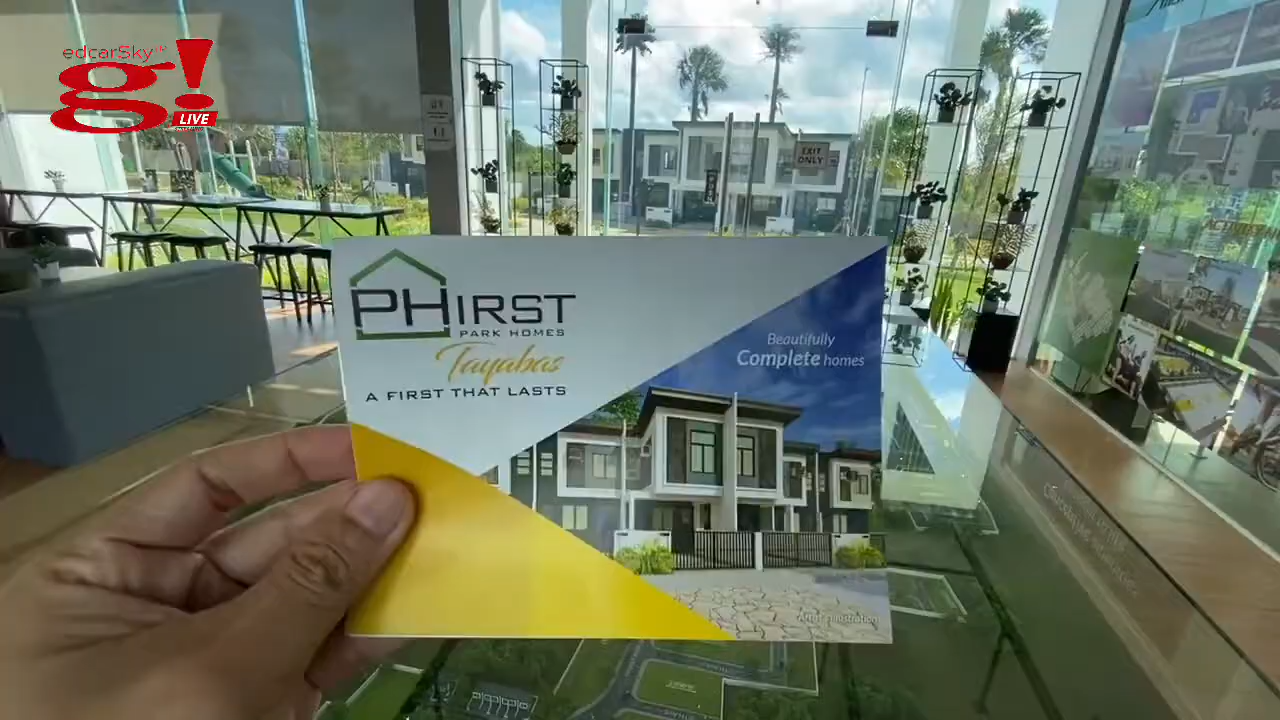 edcarSky
g!
LIVE
EXIT
ONLY
PHIRST
PARK HOMES
Tayabas
A FIRST THAT LASTS
Beautifully
Complete homes
Artist's illustration